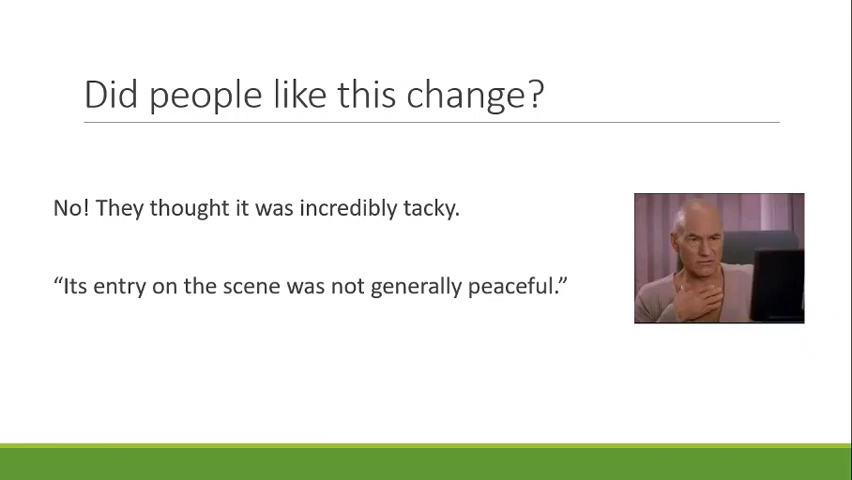 Did people like this change?
No! They thought it was incredibly tacky.
“Its entry on the scene was not generally peaceful.”